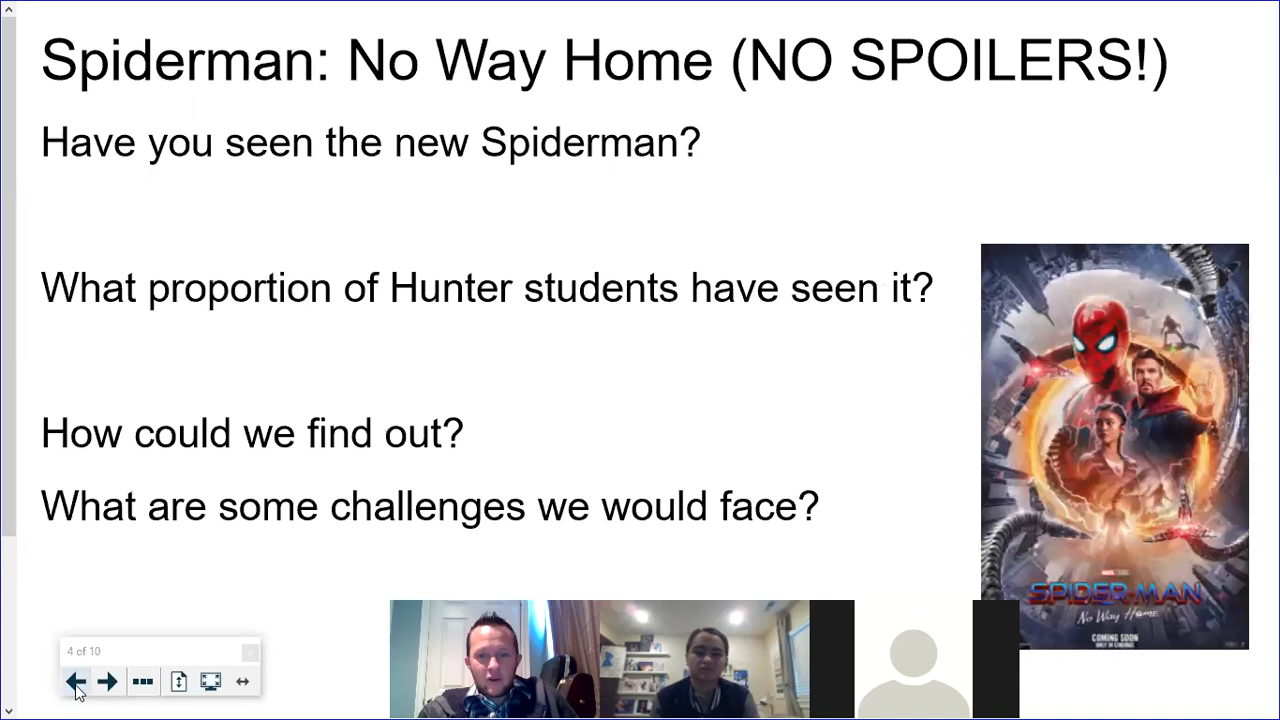 Spiderman: No Way Home (NO SPOILERS!)
Have you seen the new Spiderman?
What proportion of Hunter students have seen it?
How could we find out?
What are some challenges we would face?
SPIDER-MAN
No Way Home
COMING SOON
4 of 10